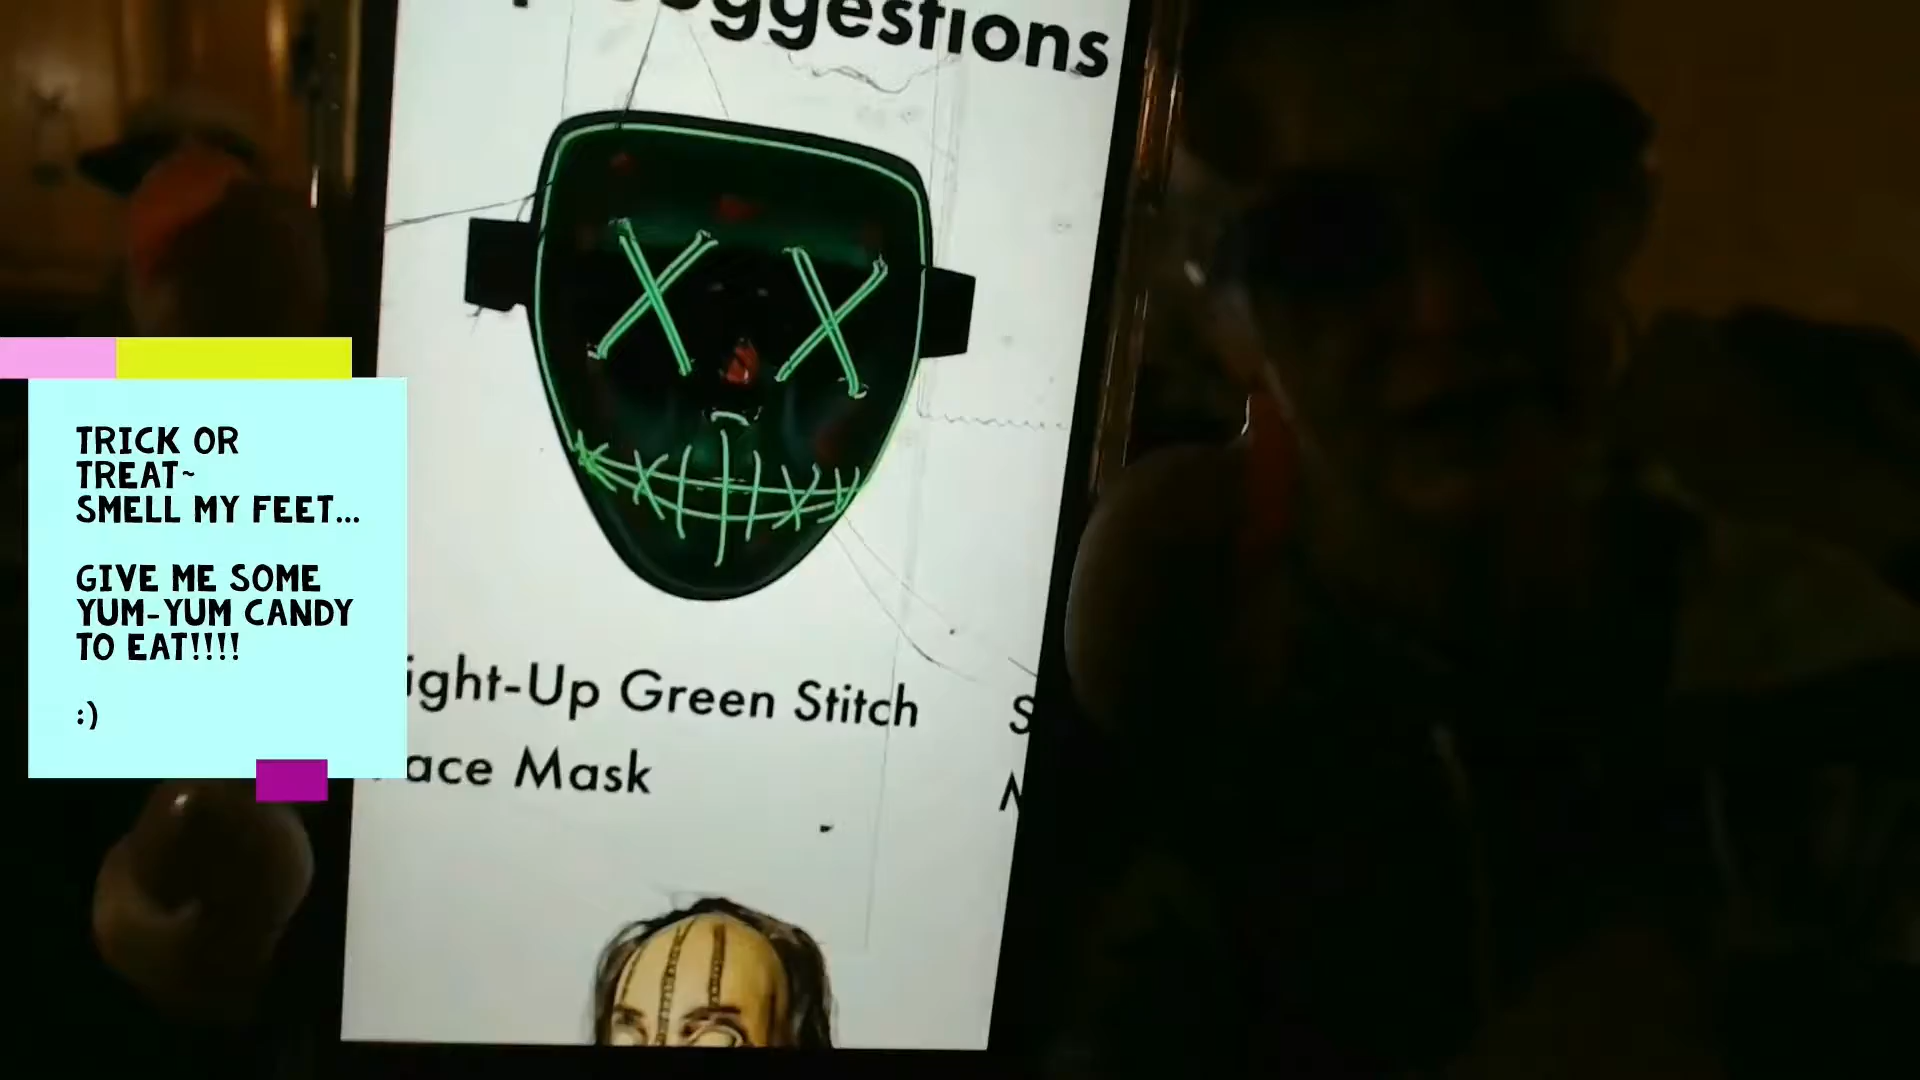 ggestions
TRICK OR
TREAT~
SMELL MY FEET...
GIVE ME SOME
YUM-YUM CANDY
TO EAT!!!!
:)
ight-Up Green Stitch
ace Mask
S